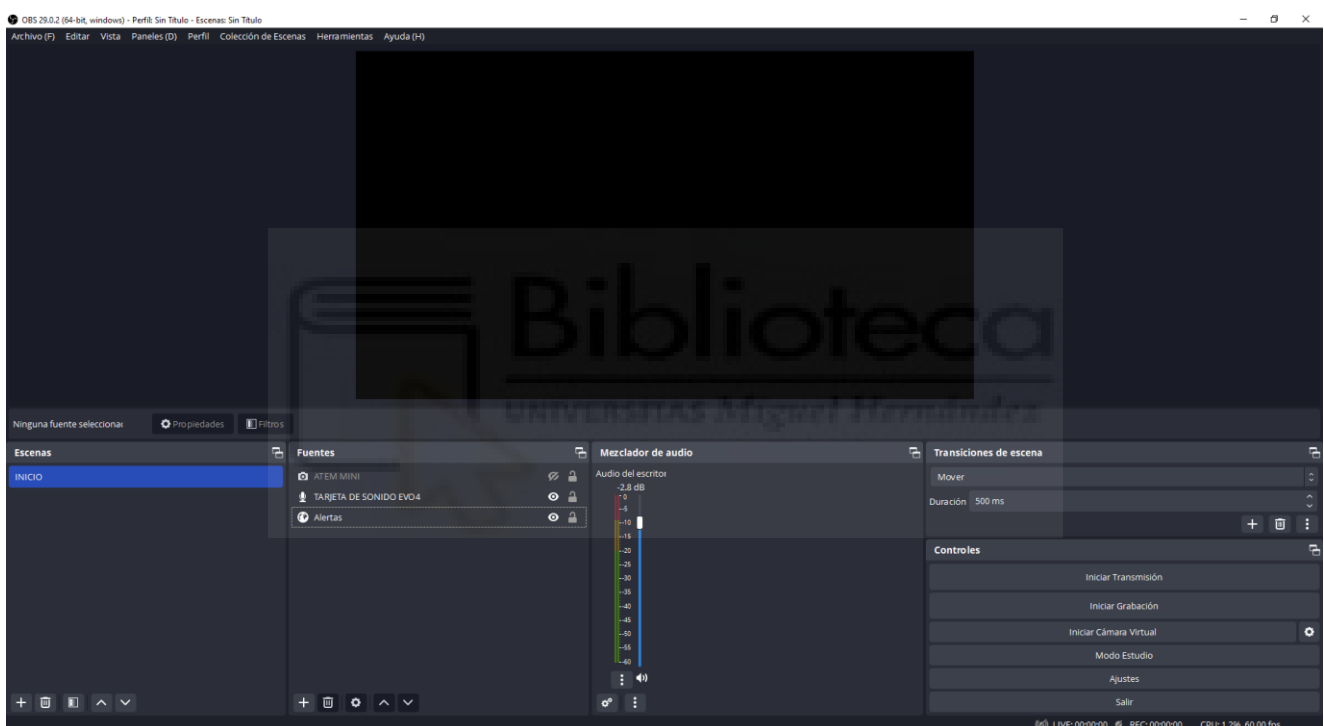 OBS 29.0.2 (64-bit, windows) - Perfil: Sin Título - Escenas: Sin Título
Archivo (F) Editar Vista Paneles (D) Perfil Colección de Escenas Herramientas Ayuda (H)
Biblioteca
UNIVERSITAS Miguel Hernández
Ninguna fuente seleccionad Propiedades Filtros
Escenas
INICIO
Fuentes
ATEM MINI
TARJETA DE SONIDO EVO4
Alertas
Mezclador de audio
Audio del escritor
-2.8 dB
0
-5
-10
-15
-20
-25
-30
-35
-40
-45
-50
-55
-60
Transiciones de escena
Mover
Duración 500 ms
Controles
Iniciar Transmisión
Iniciar Grabación
Iniciar Cámara Virtual
Modo Estudio
Ajustes
Salir
LIVE: 00:00:00 REC: 00:00:00 CPU: 1.2%, 60.00 fps